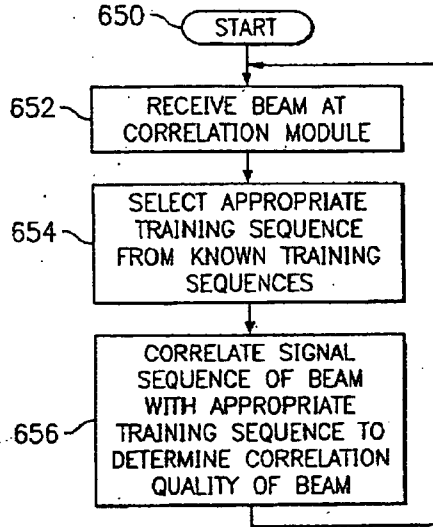 650
START
652
RECEIVE BEAM AT
CORRELATION MODULE
654
SELECT APPROPRIATE
TRAINING SEQUENCE
FROM KNOWN TRAINING
SEQUENCES
656
CORRELATE SIGNAL
SEQUENCE OF BEAM
WITH APPROPRIATE
TRAINING SEQUENCE TO
DETERMINE CORRELATION
QUALITY OF BEAM